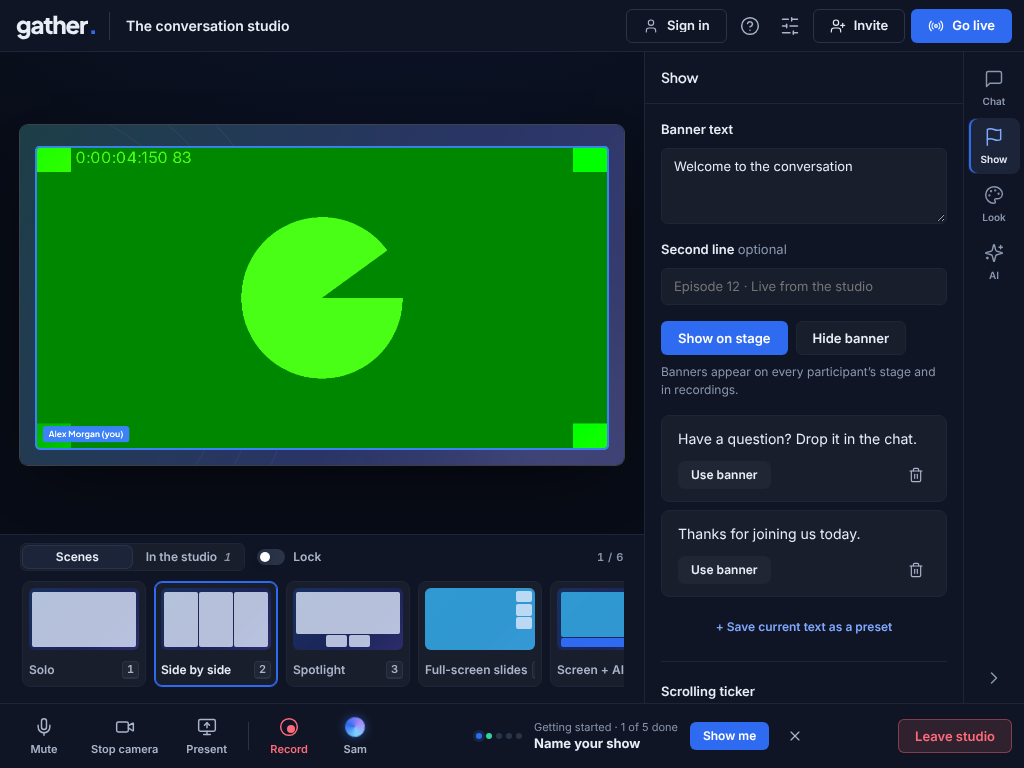 gather.
The conversation studio
Sign in
Invite
Go live
0:00:04:150 83
Alex Morgan (you)
Show
Banner text
Welcome to the conversation
Second line optional
Episode 12 · Live from the studio
Show on stage
Hide banner
Banners appear on every participant's stage and
in recordings.
Have a question? Drop it in the chat.
Use banner
Thanks for joining us today.
Use banner
+ Save current text as a preset
Scrolling ticker
Chat
Show
Look
AI
Scenes
In the studio 1
Lock
1 / 6
Solo 1
Side by side 2
Spotlight 3
Full-screen slides
Screen + AI
Mute
Stop camera
Present
Record
Sam
Getting started · 1 of 5 done
Name your show
Show me
Leave studio